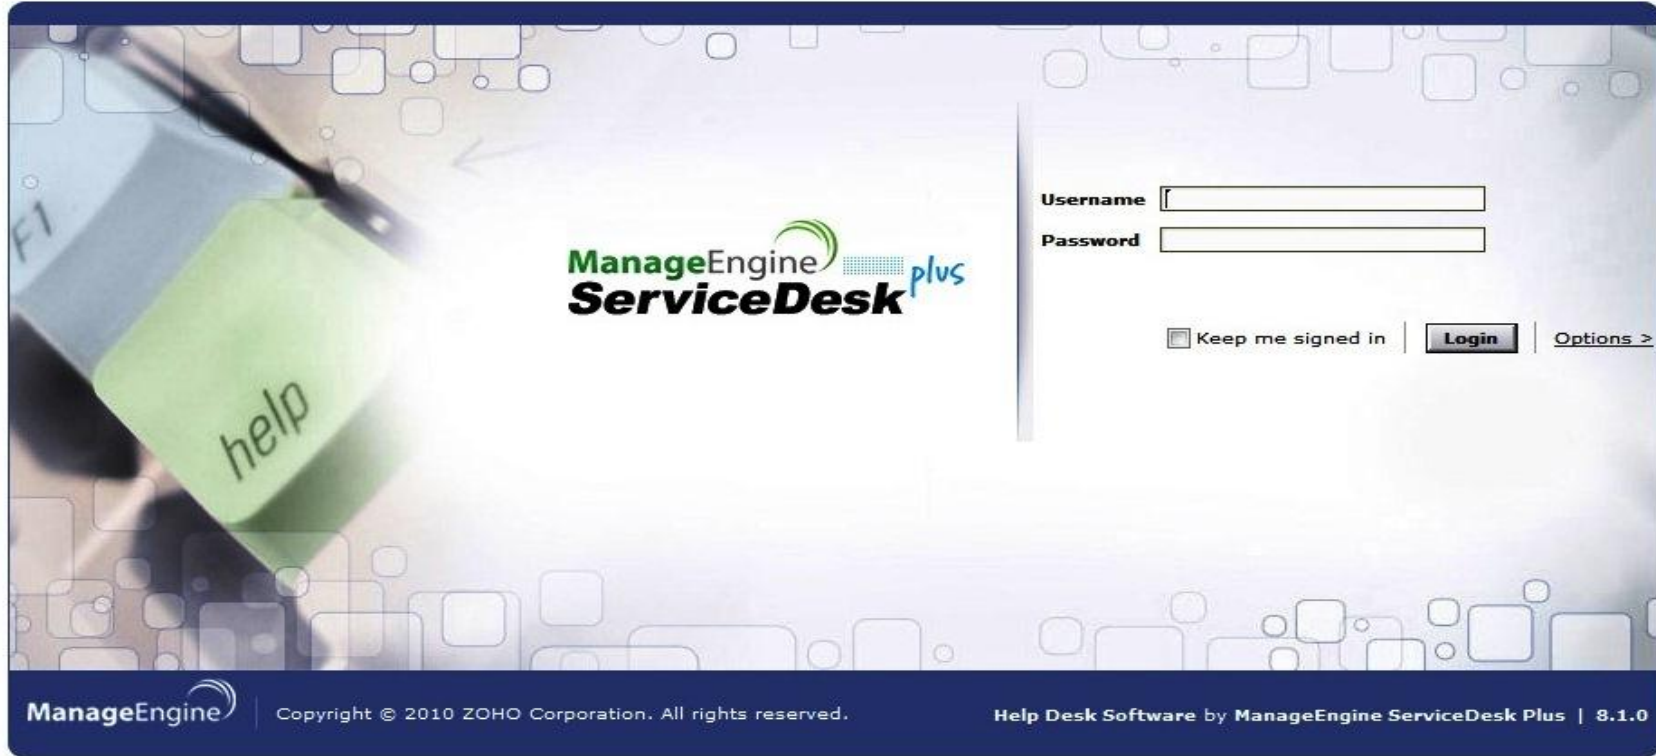 F1
help
ManageEngine
ServiceDesk plus
Username
Password
Keep me signed in
Login
Options >
ManageEngine
Copyright © 2010 ZOHO Corporation. All rights reserved.
Help Desk Software by ManageEngine ServiceDesk Plus | 8.1.0